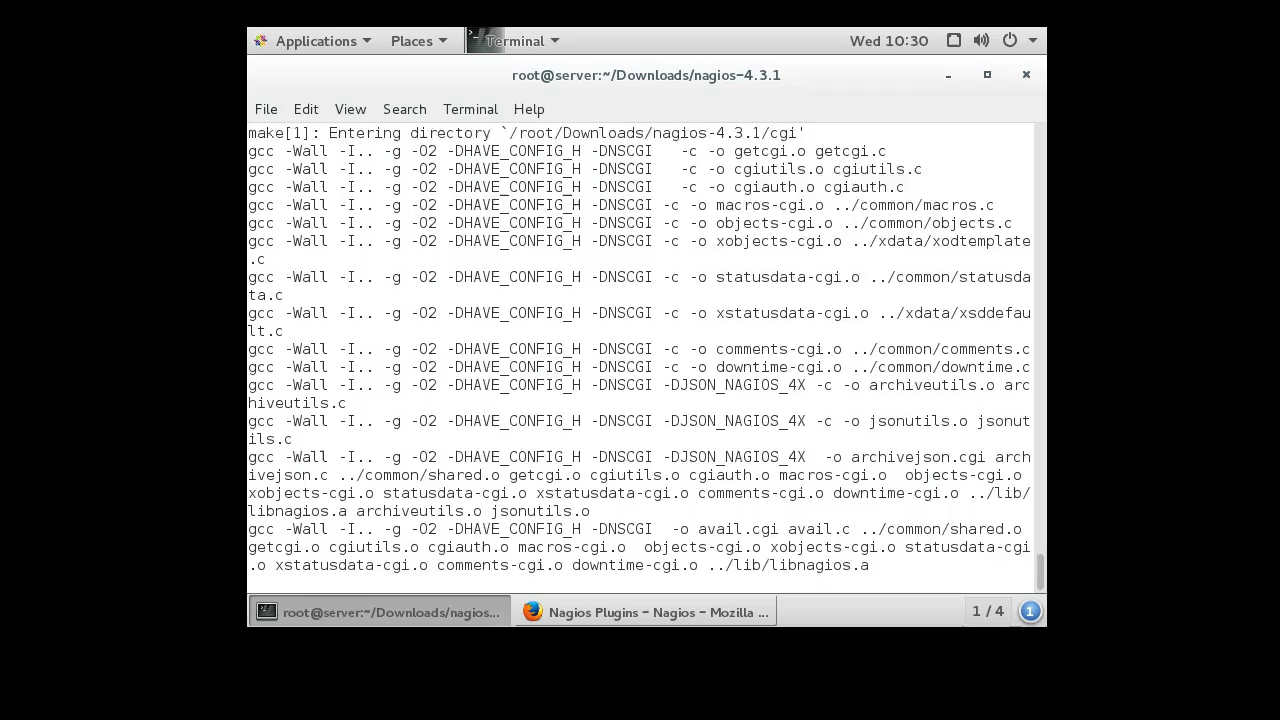 Applications Places Terminal Wed 10:30
root@server:~/Downloads/nagios-4.3.1
File Edit View Search Terminal Help
make[1]: Entering directory `/root/Downloads/nagios-4.3.1/cgi'
gcc -Wall -I.. -g -O2 -DHAVE_CONFIG_H -DNSCGI   -c -o getcgi.o getcgi.c
gcc -Wall -I.. -g -O2 -DHAVE_CONFIG_H -DNSCGI   -c -o cgiutils.o cgiutils.c
gcc -Wall -I.. -g -O2 -DHAVE_CONFIG_H -DNSCGI   -c -o cgiauth.o cgiauth.c
gcc -Wall -I.. -g -O2 -DHAVE_CONFIG_H -DNSCGI -c -o macros-cgi.o ../common/macros.c
gcc -Wall -I.. -g -O2 -DHAVE_CONFIG_H -DNSCGI -c -o objects-cgi.o ../common/objects.c
gcc -Wall -I.. -g -O2 -DHAVE_CONFIG_H -DNSCGI -c -o xobjects-cgi.o ../xdata/xodtemplate
.c
gcc -Wall -I.. -g -O2 -DHAVE_CONFIG_H -DNSCGI -c -o statusdata-cgi.o ../common/statusda
ta.c
gcc -Wall -I.. -g -O2 -DHAVE_CONFIG_H -DNSCGI -c -o xstatusdata-cgi.o ../xdata/xsddefau
lt.c
gcc -Wall -I.. -g -O2 -DHAVE_CONFIG_H -DNSCGI -c -o comments-cgi.o ../common/comments.c
gcc -Wall -I.. -g -O2 -DHAVE_CONFIG_H -DNSCGI -c -o downtime-cgi.o ../common/downtime.c
gcc -Wall -I.. -g -O2 -DHAVE_CONFIG_H -DNSCGI -DJSON_NAGIOS_4X -c -o archiveutils.o arc
hiveutils.c
gcc -Wall -I.. -g -O2 -DHAVE_CONFIG_H -DNSCGI -DJSON_NAGIOS_4X -c -o jsonutils.o jsonut
ils.c
gcc -Wall -I.. -g -O2 -DHAVE_CONFIG_H -DNSCGI -DJSON_NAGIOS_4X  -o archivejson.cgi arch
ivejson.c ../common/shared.o getcgi.o cgiutils.o cgiauth.o macros-cgi.o  objects-cgi.o
xobjects-cgi.o statusdata-cgi.o xstatusdata-cgi.o comments-cgi.o downtime-cgi.o ../lib/
libnagios.a archiveutils.o jsonutils.o
gcc -Wall -I.. -g -O2 -DHAVE_CONFIG_H -DNSCGI  -o avail.cgi avail.c ../common/shared.o
getcgi.o cgiutils.o cgiauth.o macros-cgi.o  objects-cgi.o xobjects-cgi.o statusdata-cgi
.o xstatusdata-cgi.o comments-cgi.o downtime-cgi.o ../lib/libnagios.a
root@server:~/Downloads/nagios... Nagios Plugins - Nagios - Mozilla ... 1 / 4 1